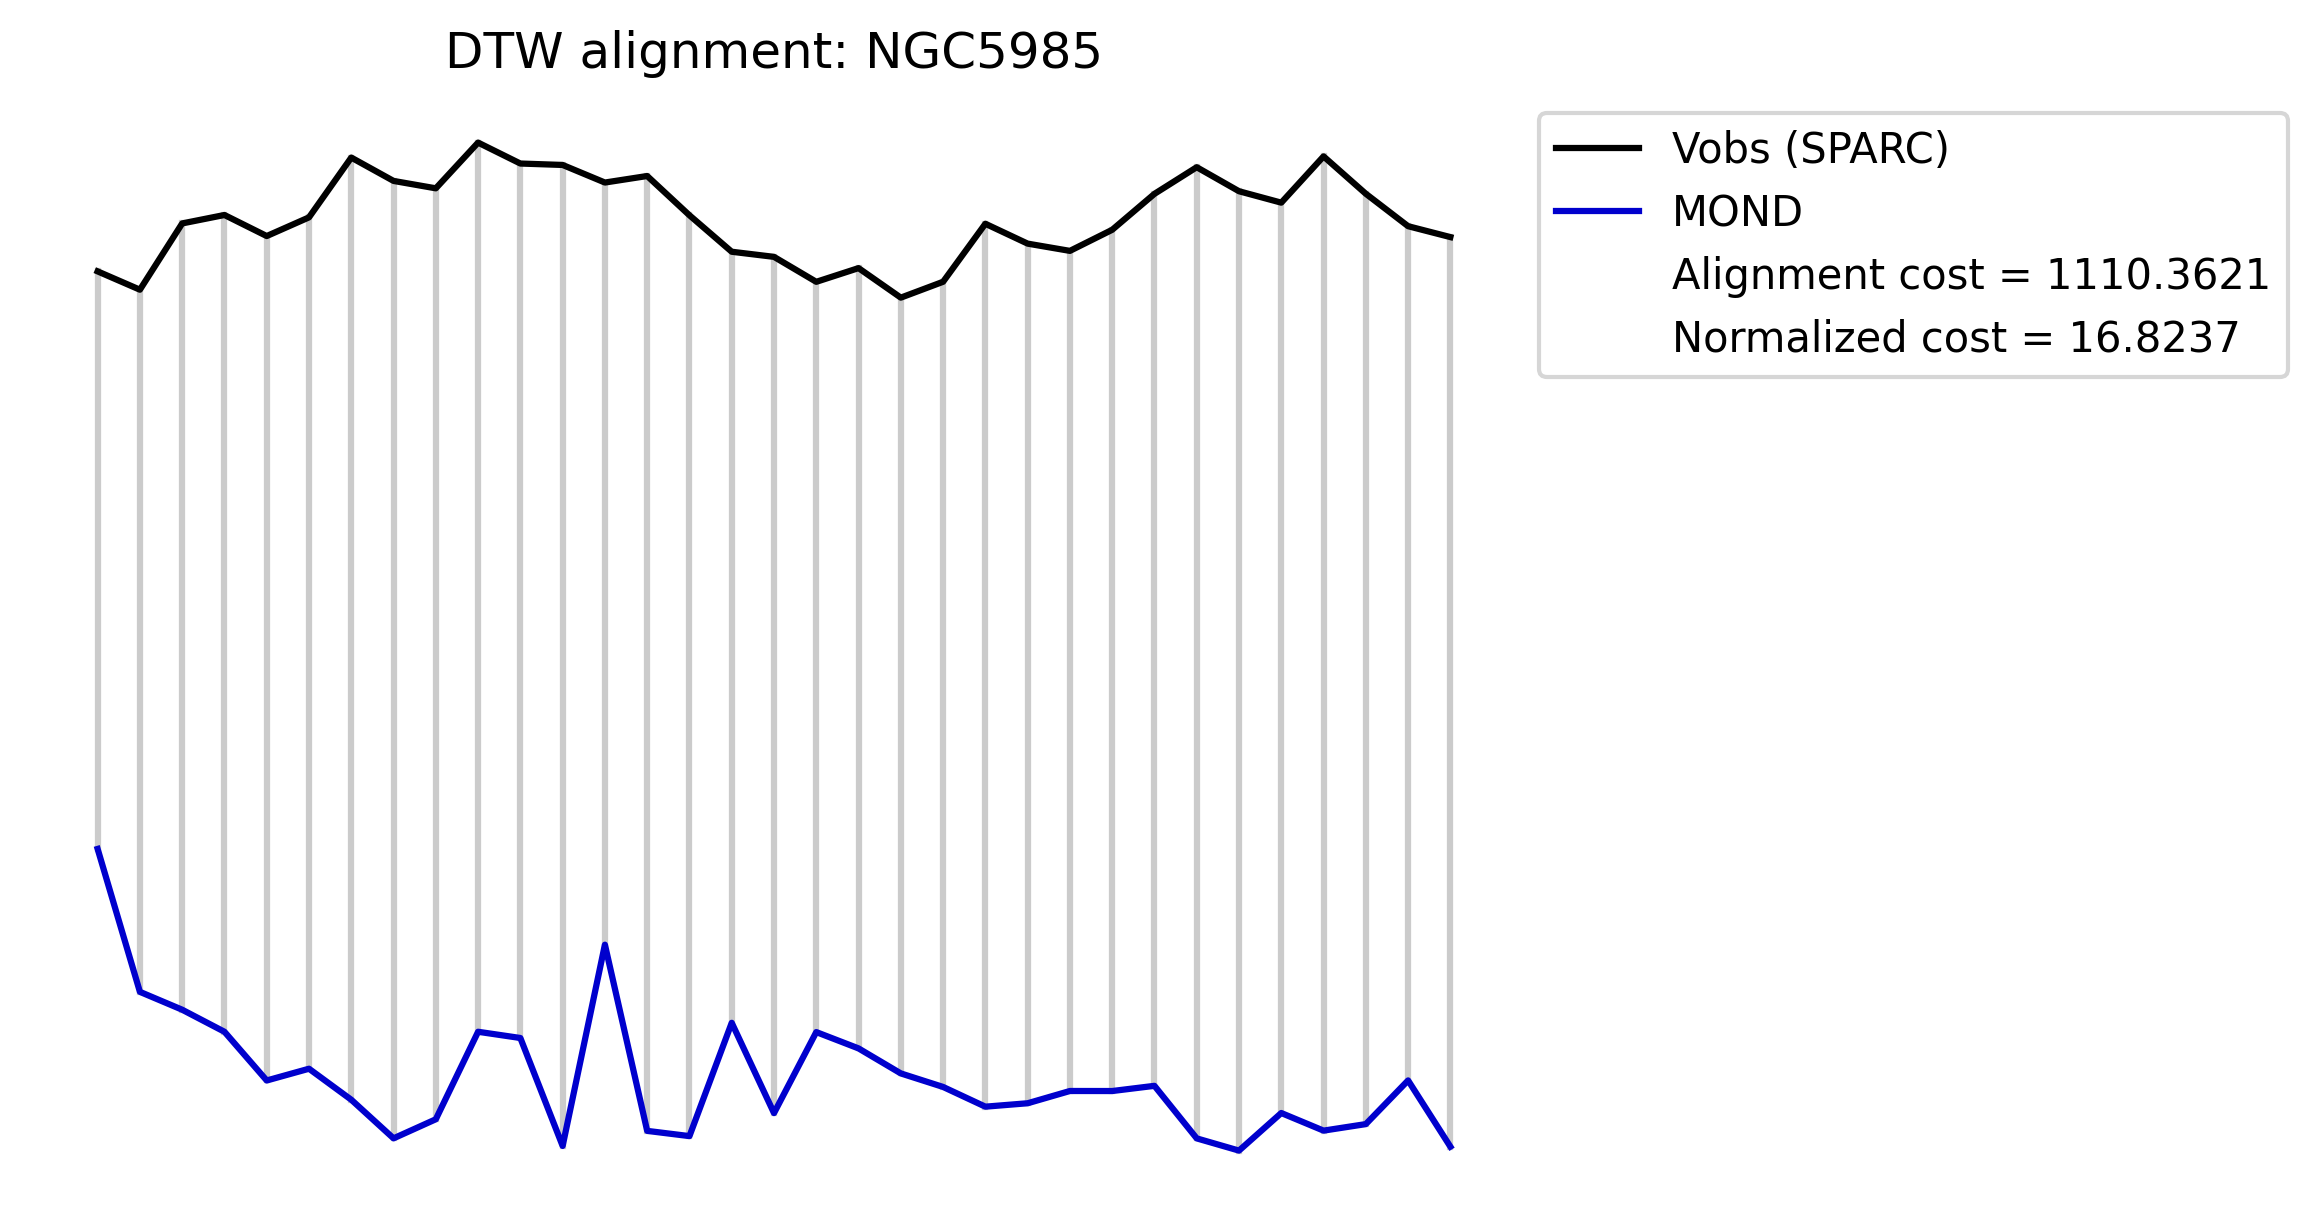 DTW alignment: NGC5985
Vobs (SPARC)
MOND
Alignment cost = 1110.3621
Normalized cost = 16.8237